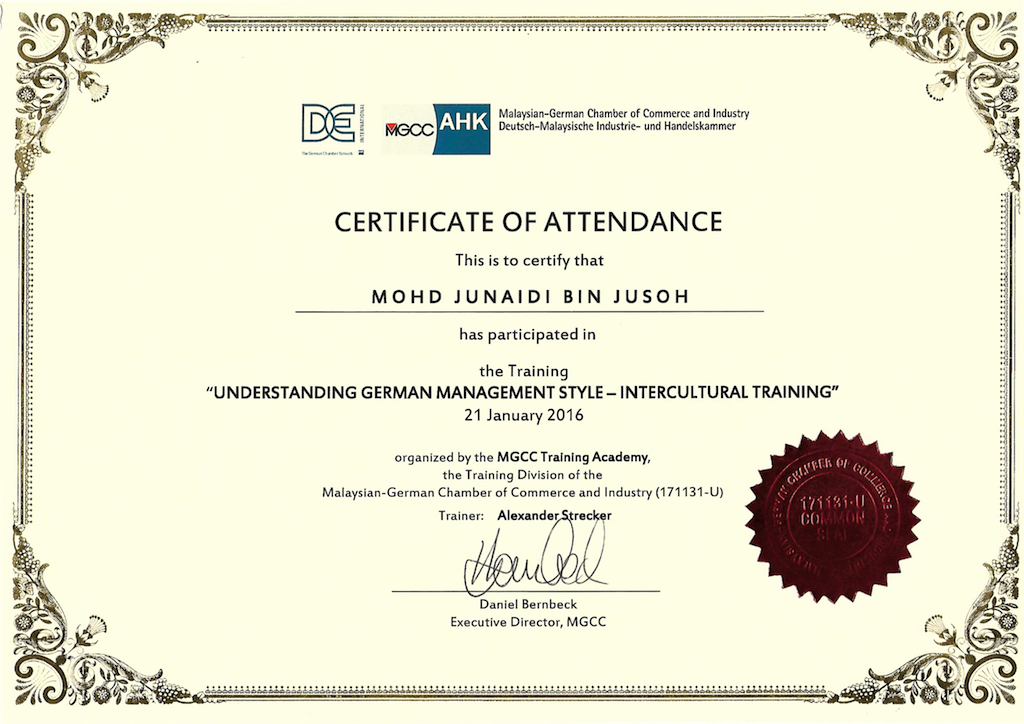 DE INTERNATIONAL
The German Chamber Network
MGCC AHK
Malaysian-German Chamber of Commerce and Industry
Deutsch-Malaysische Industrie- und Handelskammer
CERTIFICATE OF ATTENDANCE
This is to certify that
MOHD JUNAIDI BIN JUSOH
has participated in
the Training
“UNDERSTANDING GERMAN MANAGEMENT STYLE – INTERCULTURAL TRAINING”
21 January 2016
organized by the MGCC Training Academy,
the Training Division of the
Malaysian-German Chamber of Commerce and Industry (171131-U)
Trainer: Alexander Strecker
Daniel Bernbeck
Executive Director, MGCC
CHAMBER OF COMMERCE
171131-U
COMMON
SEAL